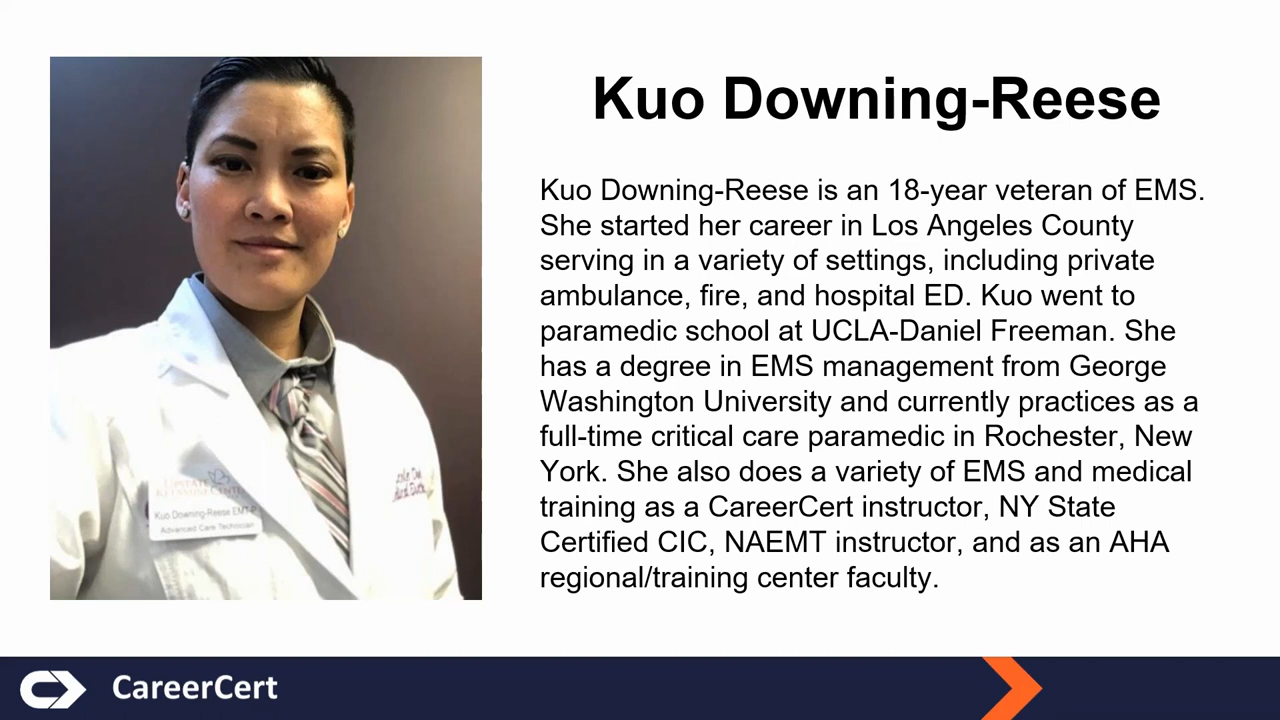 Kuo Downing-Reese
Kuo Downing-Reese is an 18-year veteran of EMS.
She started her career in Los Angeles County
serving in a variety of settings, including private
ambulance, fire, and hospital ED. Kuo went to
paramedic school at UCLA-Daniel Freeman. She
has a degree in EMS management from George
Washington University and currently practices as a
full-time critical care paramedic in Rochester, New
York. She also does a variety of EMS and medical
training as a CareerCert instructor, NY State
Certified CIC, NAEMT instructor, and as an AHA
regional/training center faculty.
UPSTATE
KETAMINE CENTER
Kuo Downing-Reese EMT-P
Advanced Care Technician
CareerCert